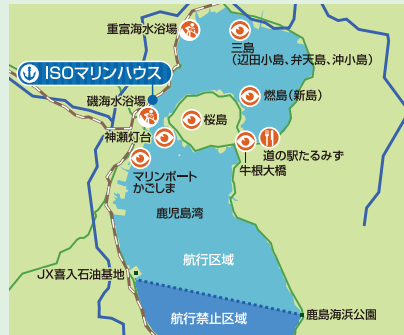 重富海水浴場
三島
(辺田小島、弁天島、沖小島)
ISOマリンハウス
燃島(新島)
磯海水浴場
桜島
神瀬灯台
道の駅たるみず
牛根大橋
マリンポート
かごしま
鹿児島湾
航行区域
JX喜入石油基地
航行禁止区域
鹿島海浜公園